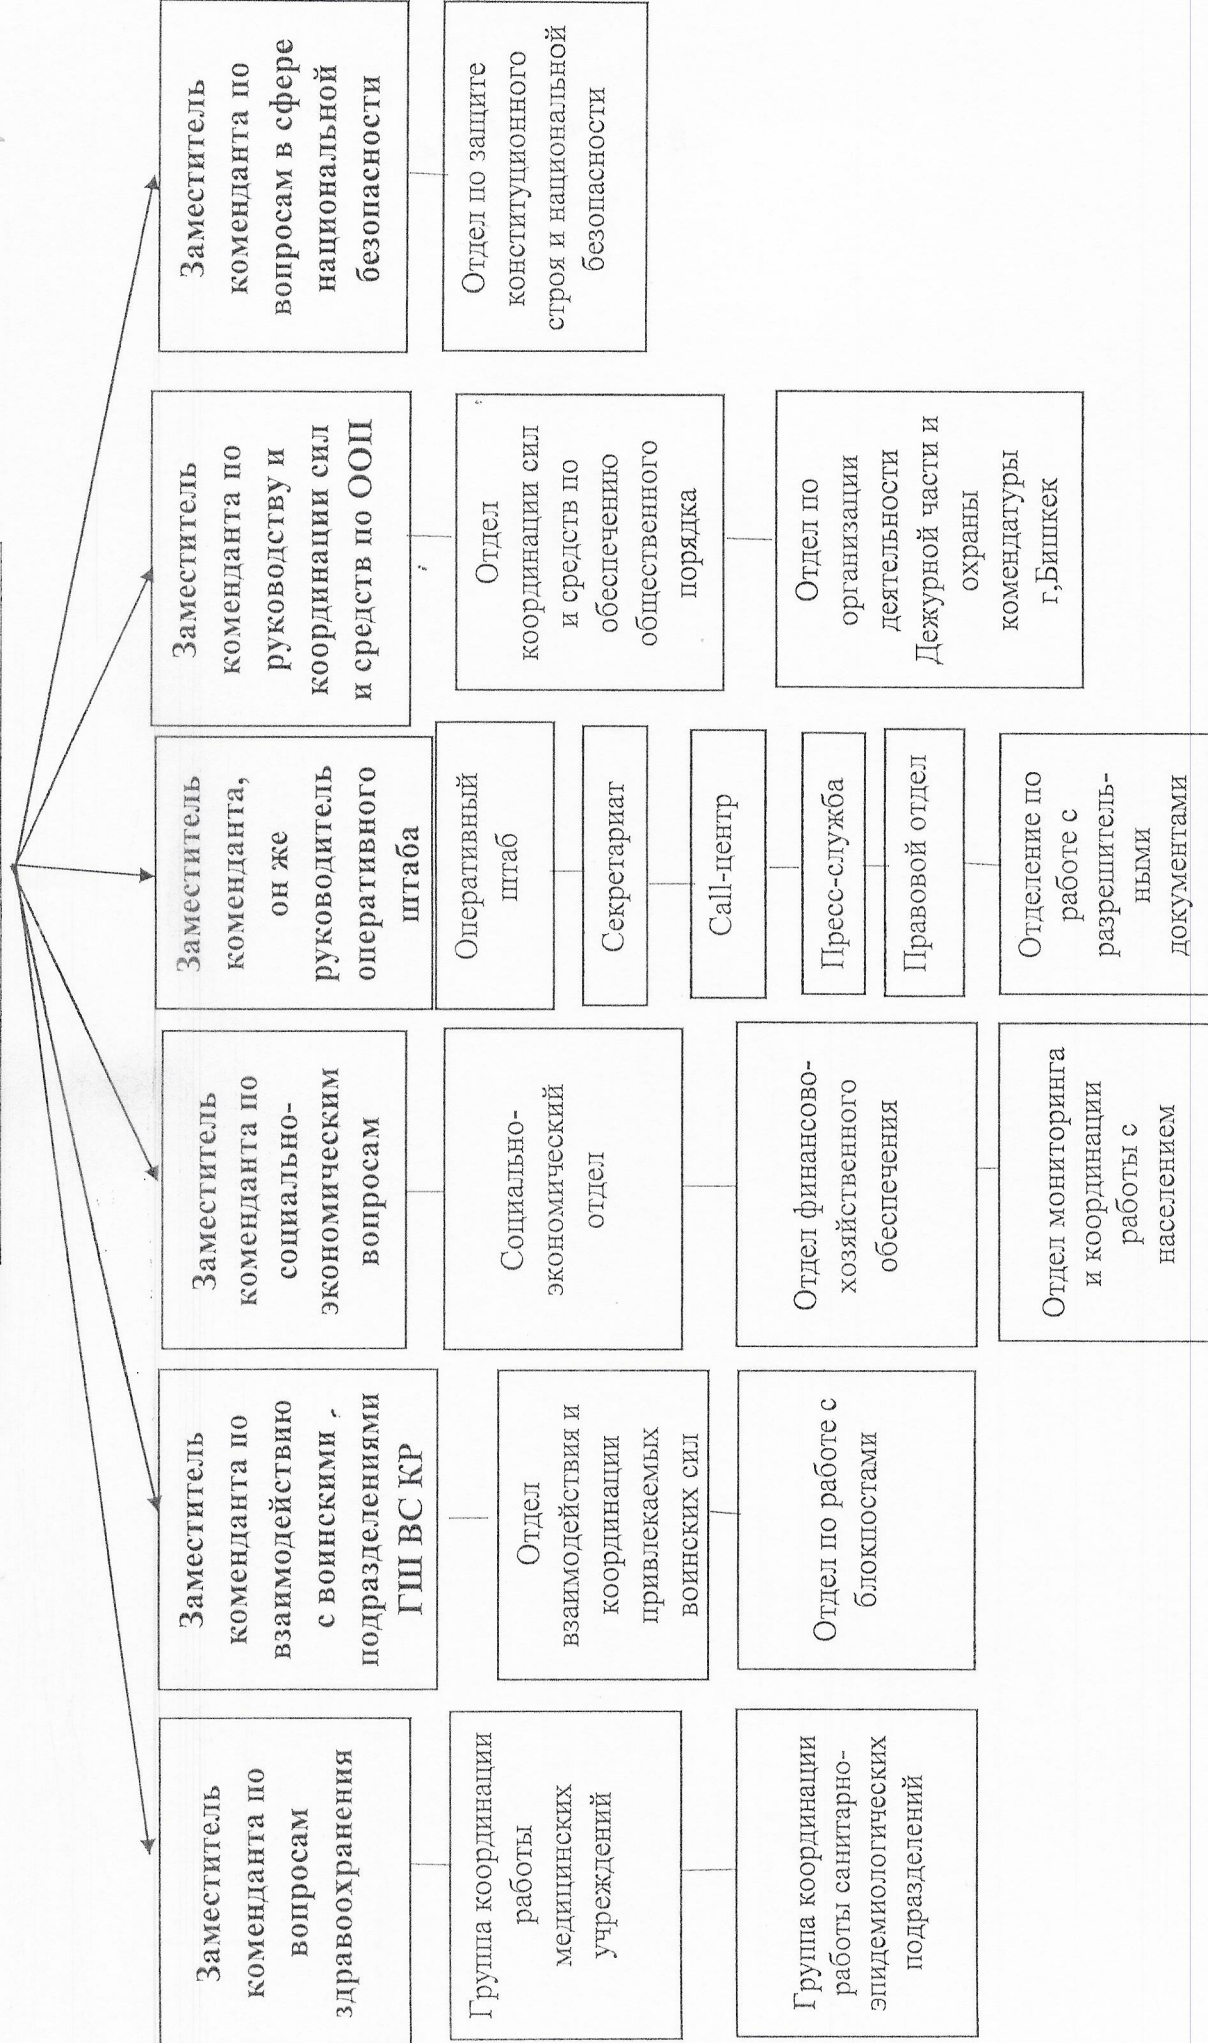 Заместитель
коменданта по
вопросам
здравоохранения
Группа координации
работы
медицинских
учреждений
Группа координации
работы санитарно-
эпидемиологических
подразделений
Заместитель
коменданта по
взаимодействию
с воинскими
подразделениями
ГШ ВС КР
Отдел
взаимодействия и
координации
привлекаемых
воинских сил
Отдел по работе с
блокпостами
Заместитель
коменданта по
социально-
экономическим
вопросам
Социально-
экономический
отдел
Отдел финансово-
хозяйственного
обеспечения
Отдел мониторинга
и координации
работы с
населением
Заместитель
коменданта,
он же
руководитель
оперативного
штаба
Оперативный
штаб
Секретариат
Call-центр
Пресс-служба
Правовой отдел
Отделение по
работе с
разрешитель-
ными
документами
Заместитель
коменданта по
руководству и
координации сил
и средств по ООП
Отдел
координации сил
и средств по
обеспечению
общественного
порядка
Отдел по
организации
деятельности
Дежурной части и
охраны
комендатуры
г,Бишкек
Заместитель
коменданта по
вопросам в сфере
национальной
безопасности
Отдел по защите
конституционного
строя и национальной
безопасности